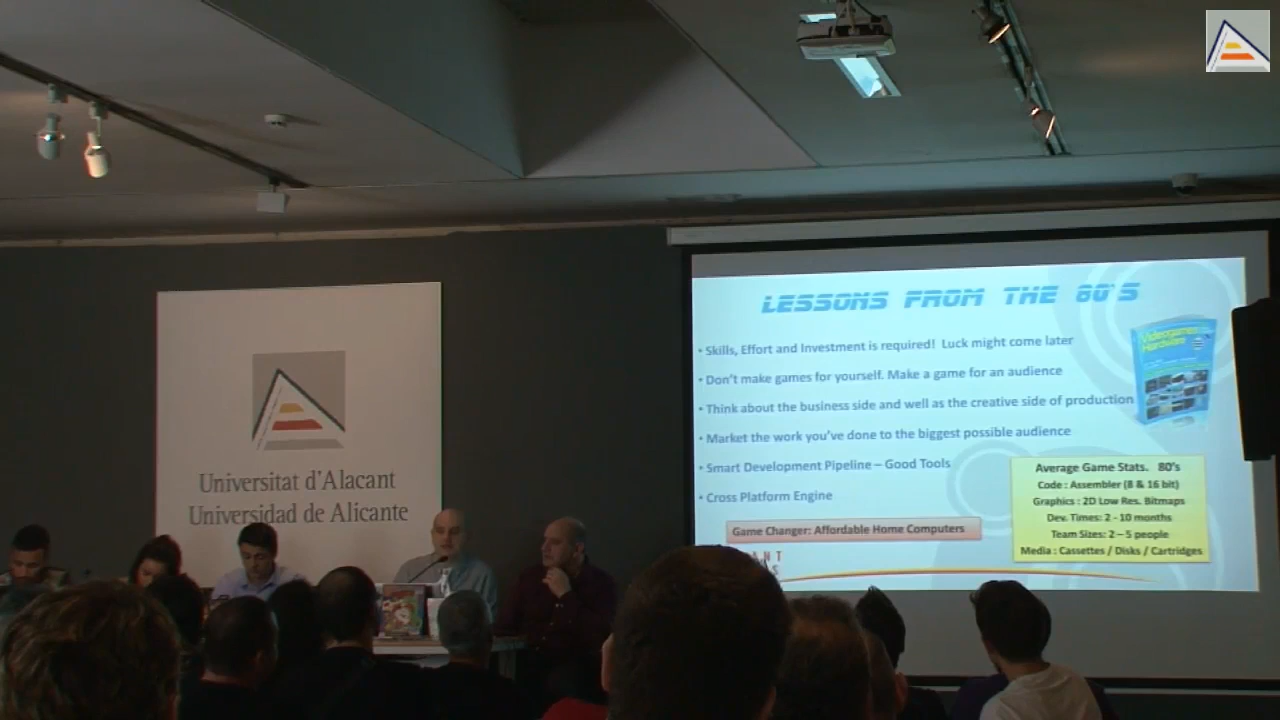 LESSONS FROM THE 80'S
• Skills, Effort and Investment is required! Luck might come later
• Don't make games for yourself. Make a game for an audience
• Think about the business side and well as the creative side of production
• Market the work you've done to the biggest possible audience
• Smart Development Pipeline – Good Tools
• Cross Platform Engine
Game Changer: Affordable Home Computers
Videogames
Hardware
Average Game Stats. 80's
Code : Assembler (8 & 16 bit)
Graphics : 2D Low Res. Bitmaps
Dev. Times: 2 - 10 months
Team Sizes: 2 – 5 people
Media : Cassettes / Disks / Cartridges
Universitat d'Alacant
Universidad de Alicante